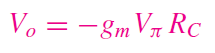 V_o = −g_m V_π R_C